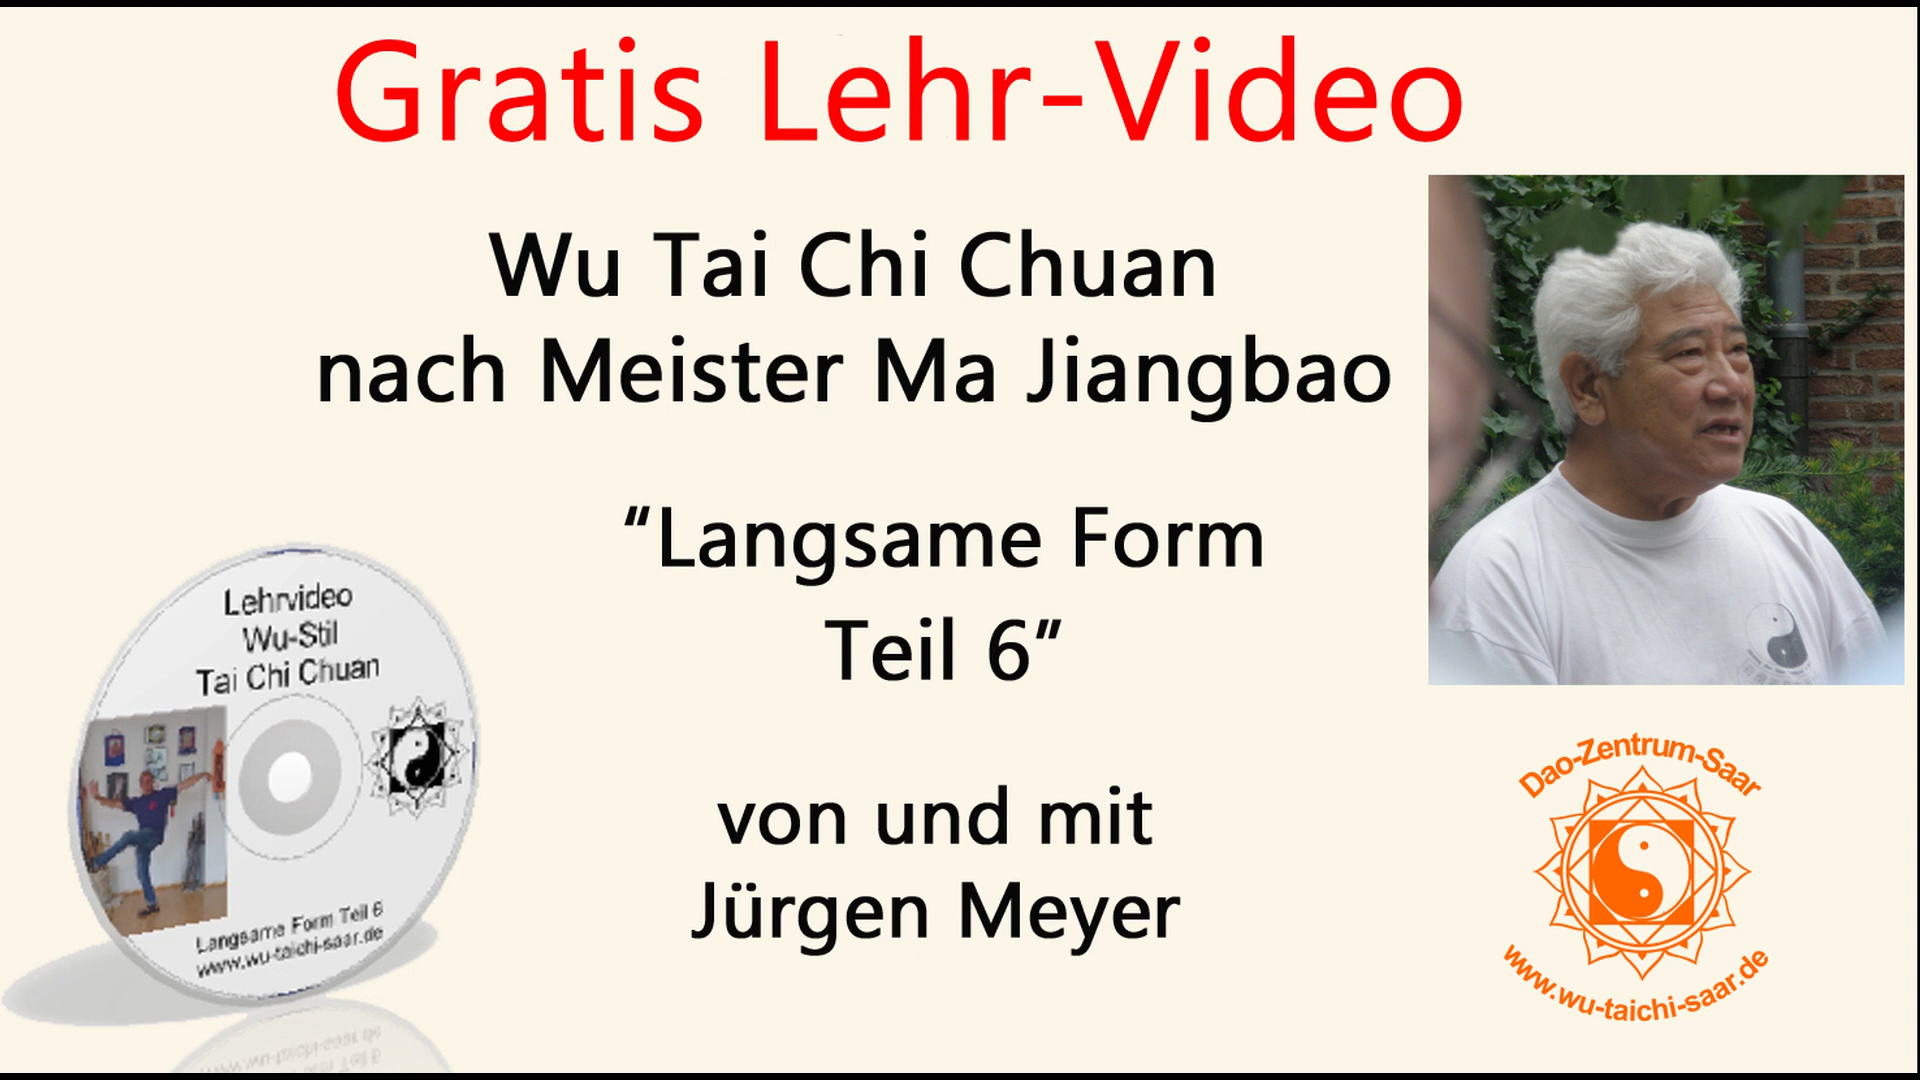 Gratis Lehr-Video
Wu Tai Chi Chuan
nach Meister Ma Jiangbao
"Langsame Form
Teil 6"
von und mit
Jürgen Meyer
Lehrvideo
Wu-Stil
Tai Chi Chuan
Langsame Form Teil 6
www.wu-taichi-saar.de
Dao-Zentrum-Saar
www.wu-taichi-saar.de